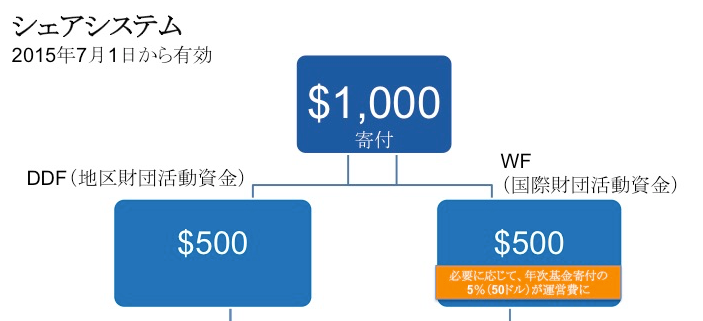 シェアシステム
2015年7月1日から有効
$1,000
寄付
DDF（地区財団活動資金）
WF
（国際財団活動資金）
$500
$500
必要に応じて、年次基金寄付の
5%（50ドル）が運営費に